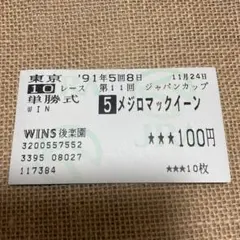 東京 '91年5回8日 11月24日
10レース 第11回 ジャパンカップ
単勝式
WIN
5 メジロマックイーン
☆☆☆100円
WINS後楽園
3200557552
3395 08027
117384
☆☆☆10枚